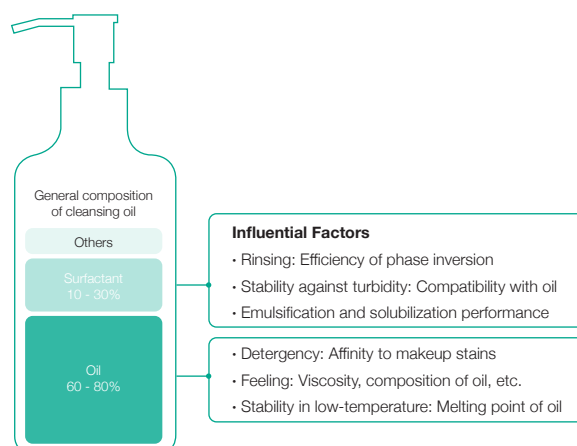 General composition
of cleansing oil
Others
Surfactant
10 - 30%
Oil
60 - 80%
Influential Factors
· Rinsing: Efficiency of phase inversion
· Stability against turbidity: Compatibility with oil
· Emulsification and solubilization performance
· Detergency: Affinity to makeup stains
· Feeling: Viscosity, composition of oil, etc.
· Stability in low-temperature: Melting point of oil